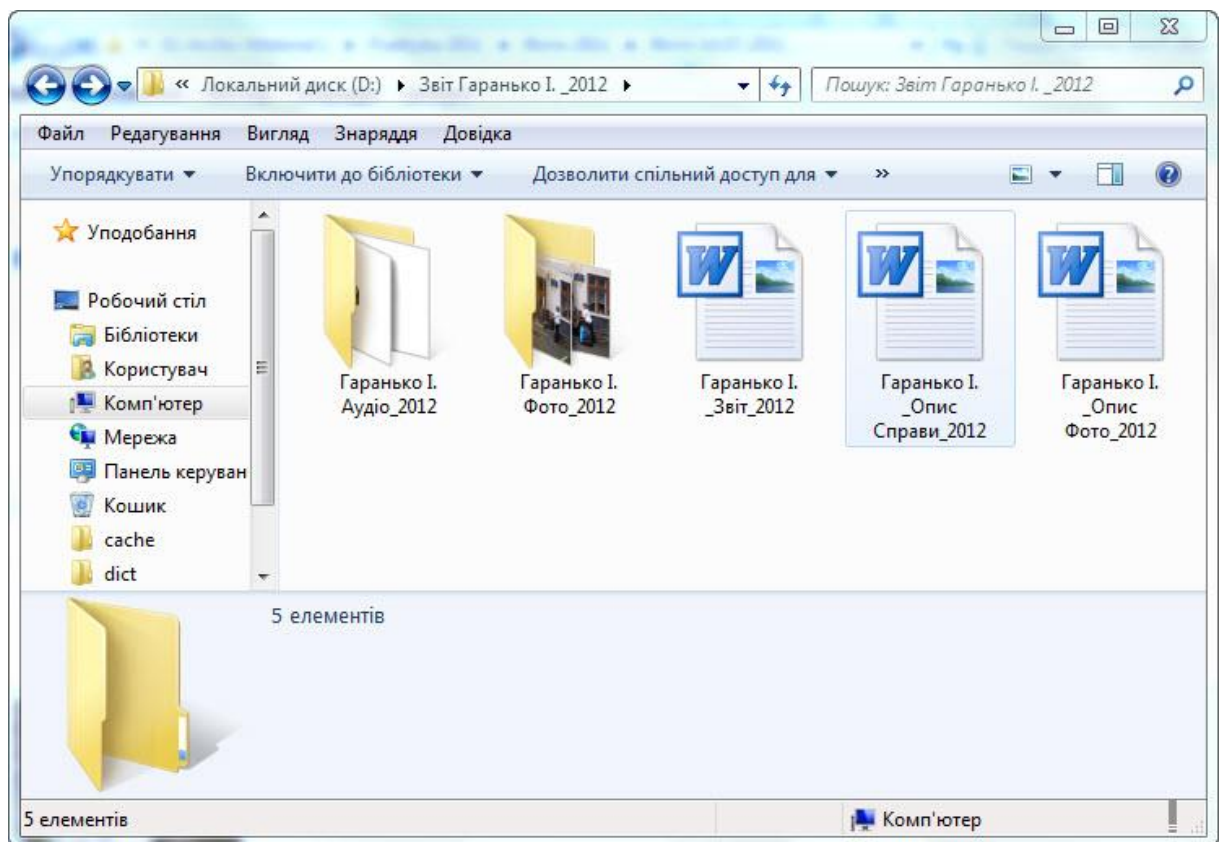 « Локальний диск (D:) Звіт Гаранько І. _2012
Пошук: Звіт Гаранько І. _2012
Файл Редагування Вигляд Знаряддя Довідка
Упорядкувати Включити до бібліотеки Дозволити спільний доступ для »
Уподобання
Робочий стіл
Бібліотеки
Користувач
Комп'ютер
Мережа
Панель керуван
Кошик
cache
dict
Гаранько І.
Аудіо_2012
Гаранько І.
Фото_2012
Гаранько І.
_Звіт_2012
Гаранько І.
_Опис
Справи_2012
Гаранько І.
_Опис
Фото_2012
5 елементів
5 елементів
Комп'ютер